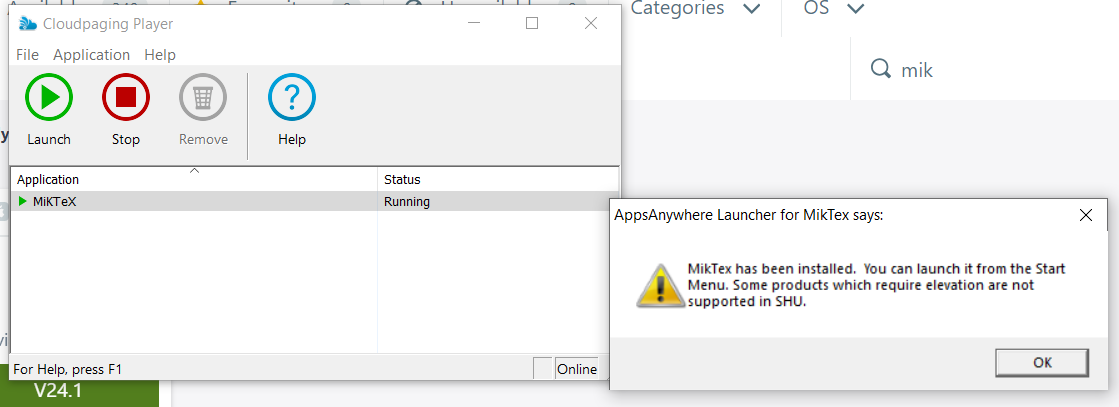 Cloudpaging Player
Categories
OS
File Application Help
mik
Launch
Stop
Remove
Help
Application
Status
MiKTeX
Running
AppsAnywhere Launcher for MikTex says:
MikTex has been installed. You can launch it from the Start
Menu. Some products which require elevation are not
supported in SHU.
OK
For Help, press F1
Online
V24.1